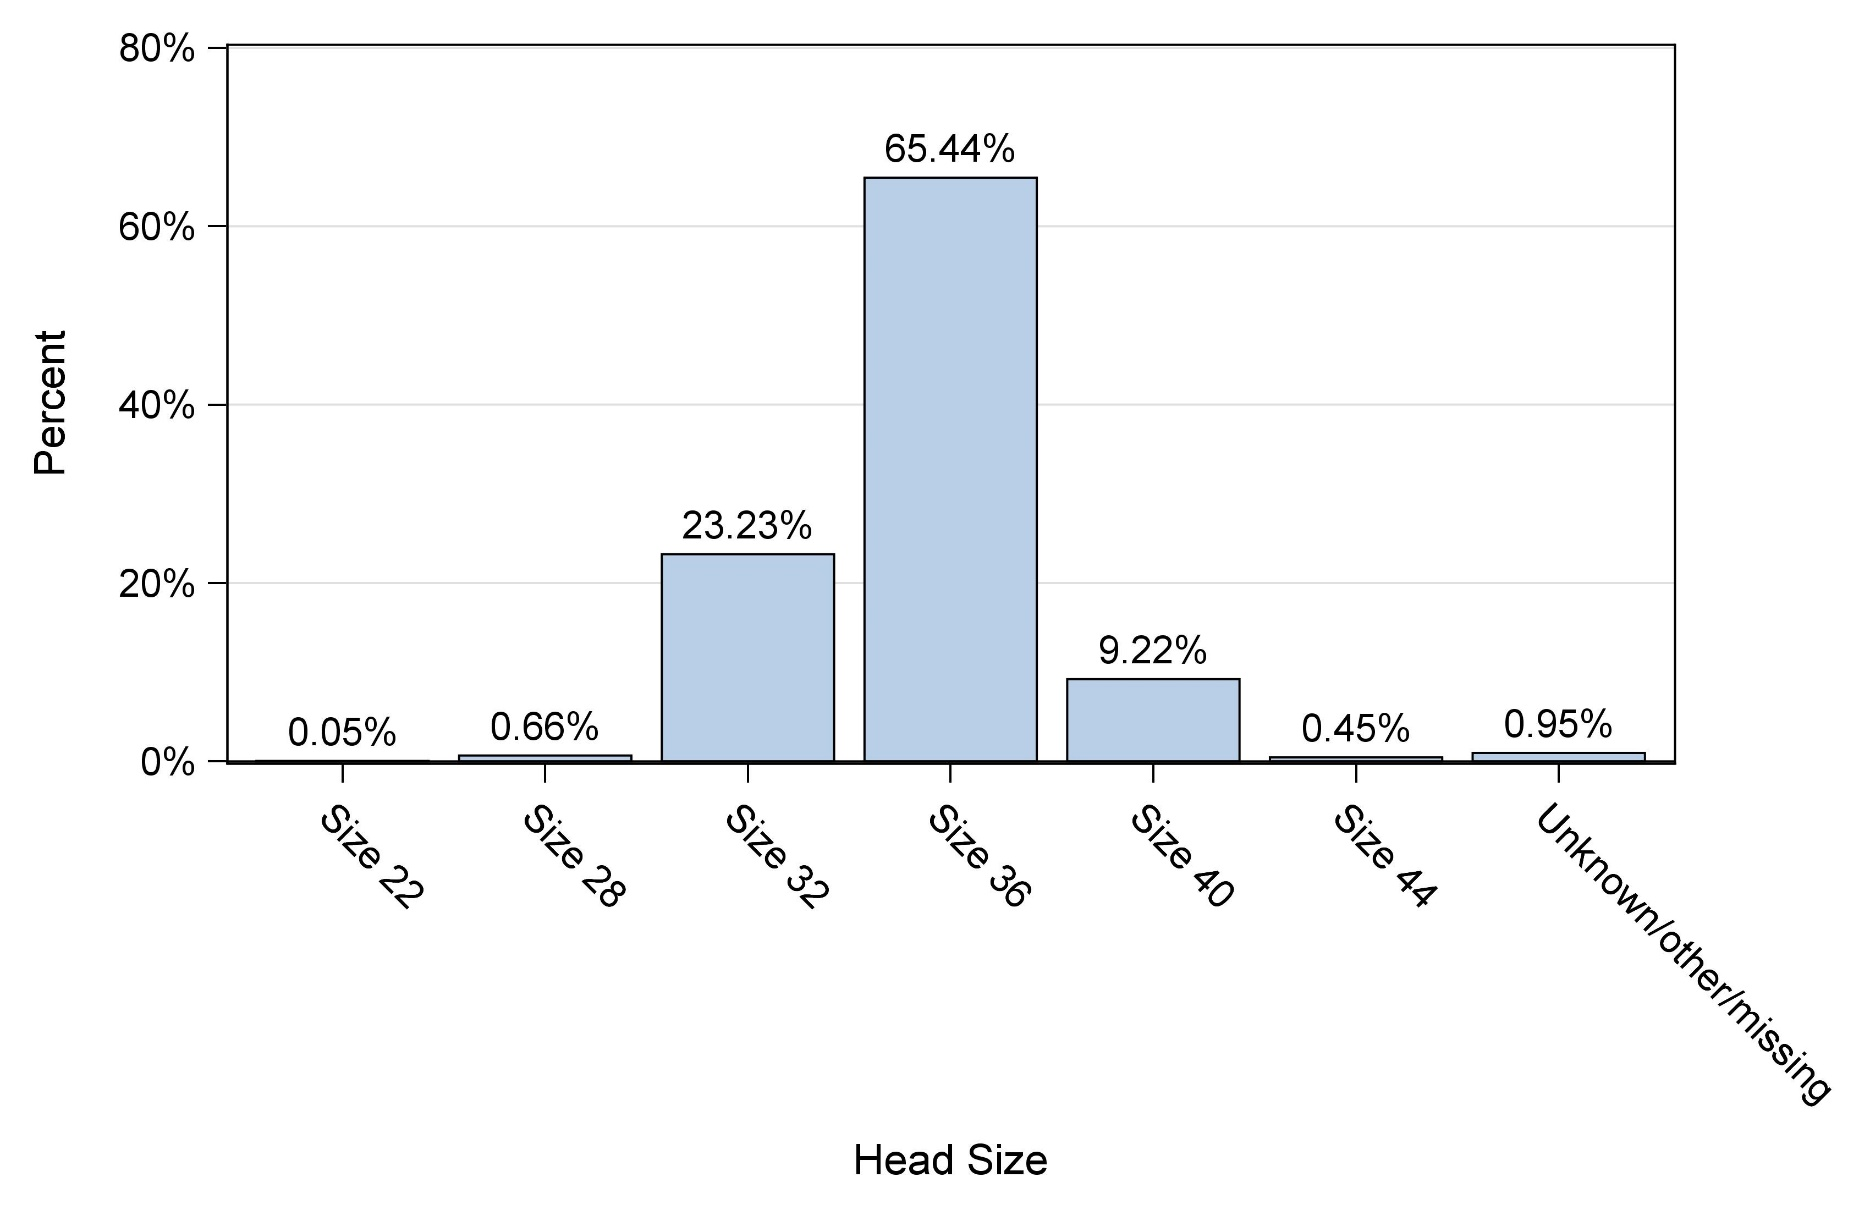 80%
60%
40%
20%
0%
Percent
0.05%
0.66%
23.23%
65.44%
9.22%
0.45%
0.95%
Size 22
Size 28
Size 32
Size 36
Size 40
Size 44
Unknown/other/missing
Head Size